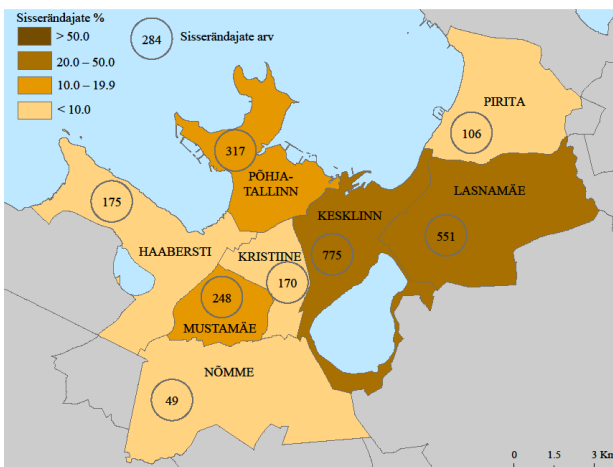 Sisserändajate %
> 50.0
20.0 – 50.0
10.0 – 19.9
< 10.0
284 Sisserändajate arv
PIRITA
106
317
PÕHJA-
TALLINN
LASNAMÄE
175
KESKLINN
551
HAABERSTI
KRISTIINE
775
170
248
MUSTAMÄE
NÕMME
49
0 1.5 3 Km